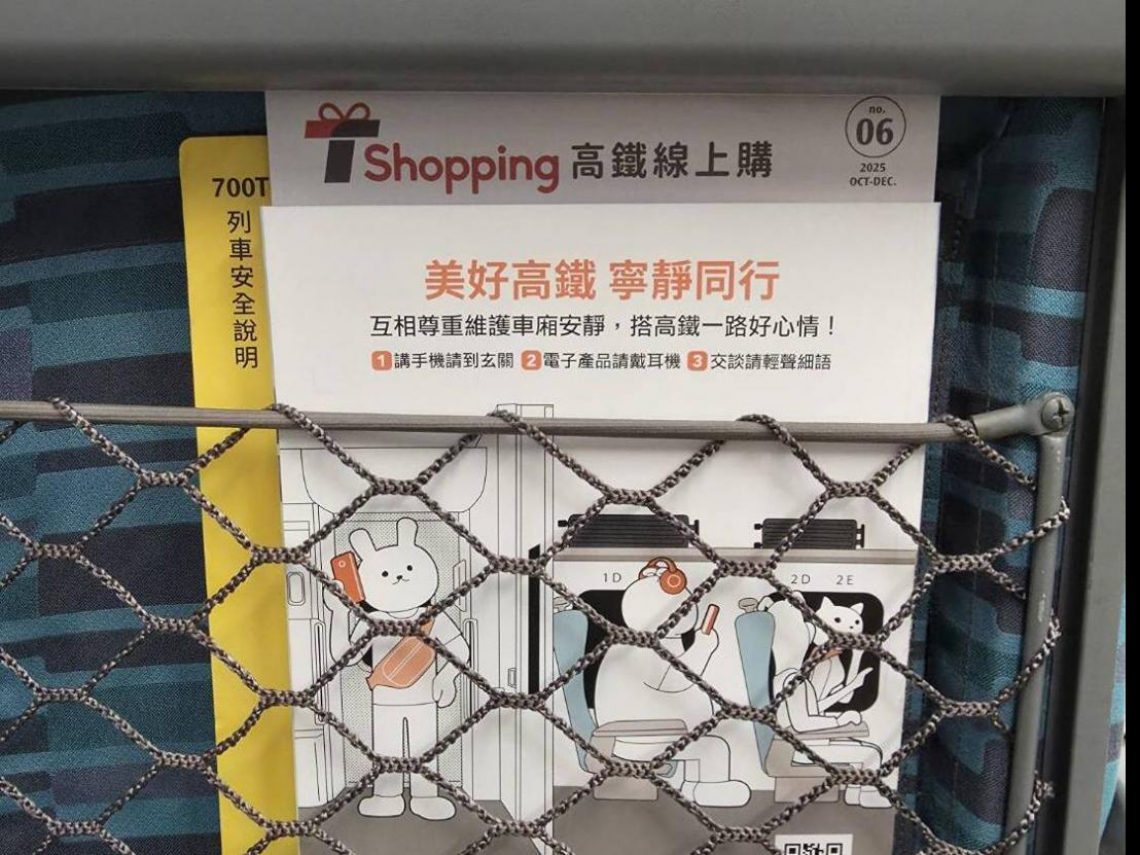 T Shopping 高鐵線上購
no.
06
2025
OCT-DEC.
700T
列車安全說明
美好高鐵 寧靜同行
互相尊重維護車廂安靜，搭高鐵一路好心情！
1 講手機請到玄關 2 電子產品請戴耳機 3 交談請輕聲細語
1D
2D 2E